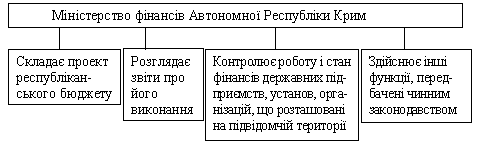 Міністерство фінансів Автономної Республіки Крим
Складає проект
республікан-
ського бюджету
Розглядає
звіти про
його
виконання
Контролює роботу і стан
фінансів державних під-
приємств, установ, орга-
нізацій, що розташовані
на підвідомчій території
Здійснює інші
функції, перед-
бачені чинним
законодавством